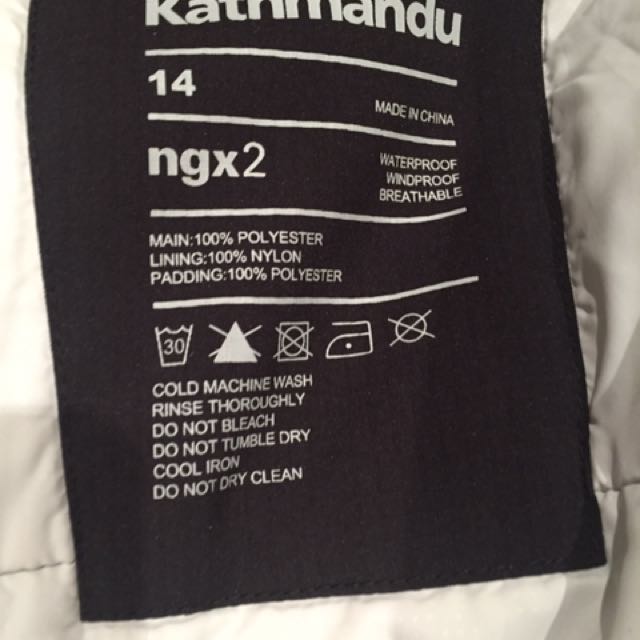 kathmandu
14
MADE IN CHINA
ngx2
WATERPROOF
WINDPROOF
BREATHABLE
MAIN:100% POLYESTER
LINING:100% NYLON
PADDING:100% POLYESTER
30
COLD MACHINE WASH
RINSE THOROUGHLY
DO NOT BLEACH
DO NOT TUMBLE DRY
COOL IRON
DO NOT DRY CLEAN